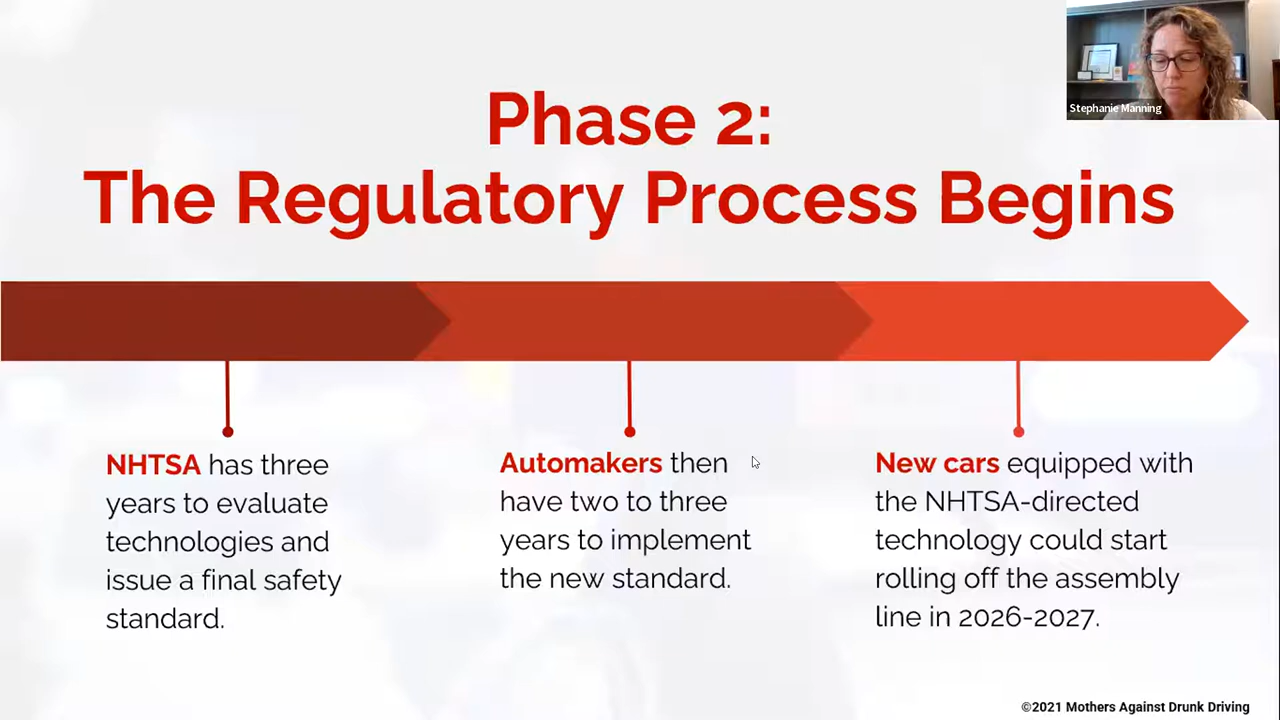 Stephanie Manning
Phase 2:
The Regulatory Process Begins
NHTSA has three
years to evaluate
technologies and
issue a final safety
standard.
Automakers then
have two to three
years to implement
the new standard.
New cars equipped with
the NHTSA-directed
technology could start
rolling off the assembly
line in 2026-2027.
©2021 Mothers Against Drunk Driving